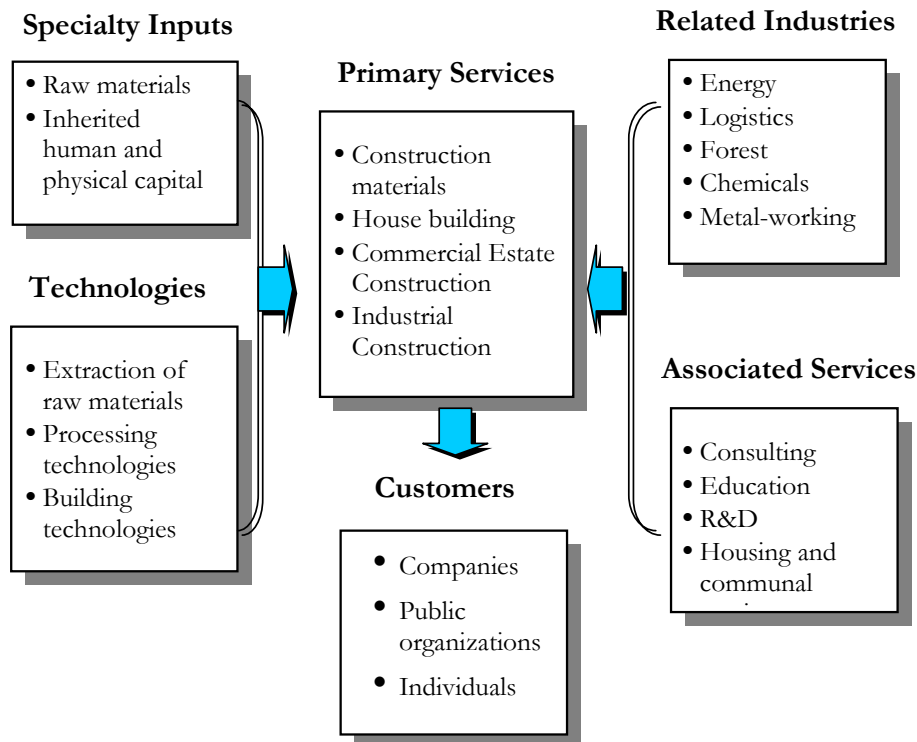 Specialty Inputs
• Raw materials
• Inherited
human and
physical capital
Technologies
• Extraction of
raw materials
• Processing
technologies
• Building
technologies
Primary Services
• Construction
materials
• House building
• Commercial Estate
Construction
• Industrial
Construction
Customers
• Companies
• Public
organizations
• Individuals
Related Industries
• Energy
• Logistics
• Forest
• Chemicals
• Metal-working
Associated Services
• Consulting
• Education
• R&D
• Housing and
communal